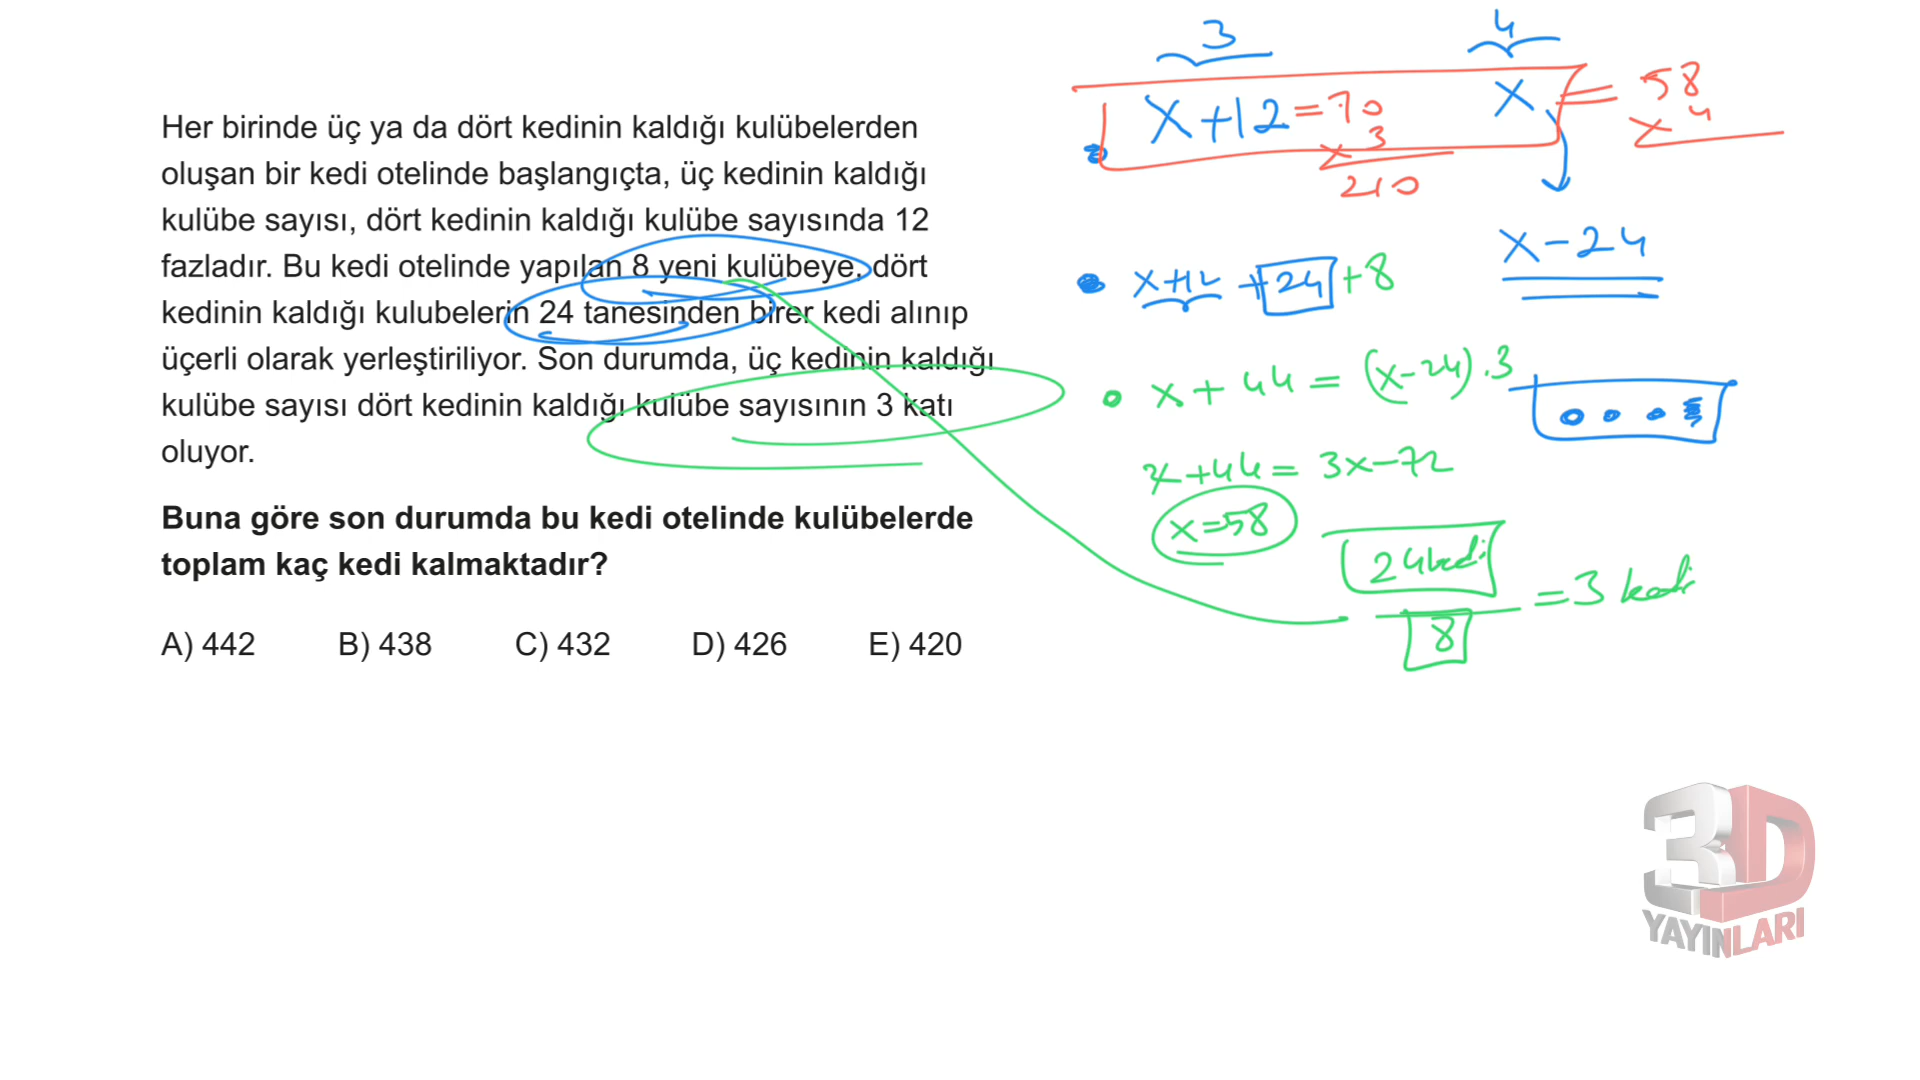 Her birinde üç ya da dört kedinin kaldığı kulübelerden
oluşan bir kedi otelinde başlangıçta, üç kedinin kaldığı
kulübe sayısı, dört kedinin kaldığı kulübe sayısında 12
fazladır. Bu kedi otelinde yapılan 8 yeni kulübeye, dört
kedinin kaldığı kulubelerin 24 tanesinden birer kedi alınıp
üçerli olarak yerleştiriliyor. Son durumda, üç kedinin kaldığı
kulübe sayısı dört kedinin kaldığı kulübe sayısının 3 katı
oluyor.
Buna göre son durumda bu kedi otelinde kulübelerde
toplam kaç kedi kalmaktadır?
A) 442 B) 438 C) 432 D) 426 E) 420
3 4
x+12 = 70 x = 58
x 3 x 4
210
x-24
x+12 + 24 + 8
x + 44 = (x-24).3
x + 44 = 3x-72
x=58
24 kedi
8
= 3 kedi
3D
YAYINLARI